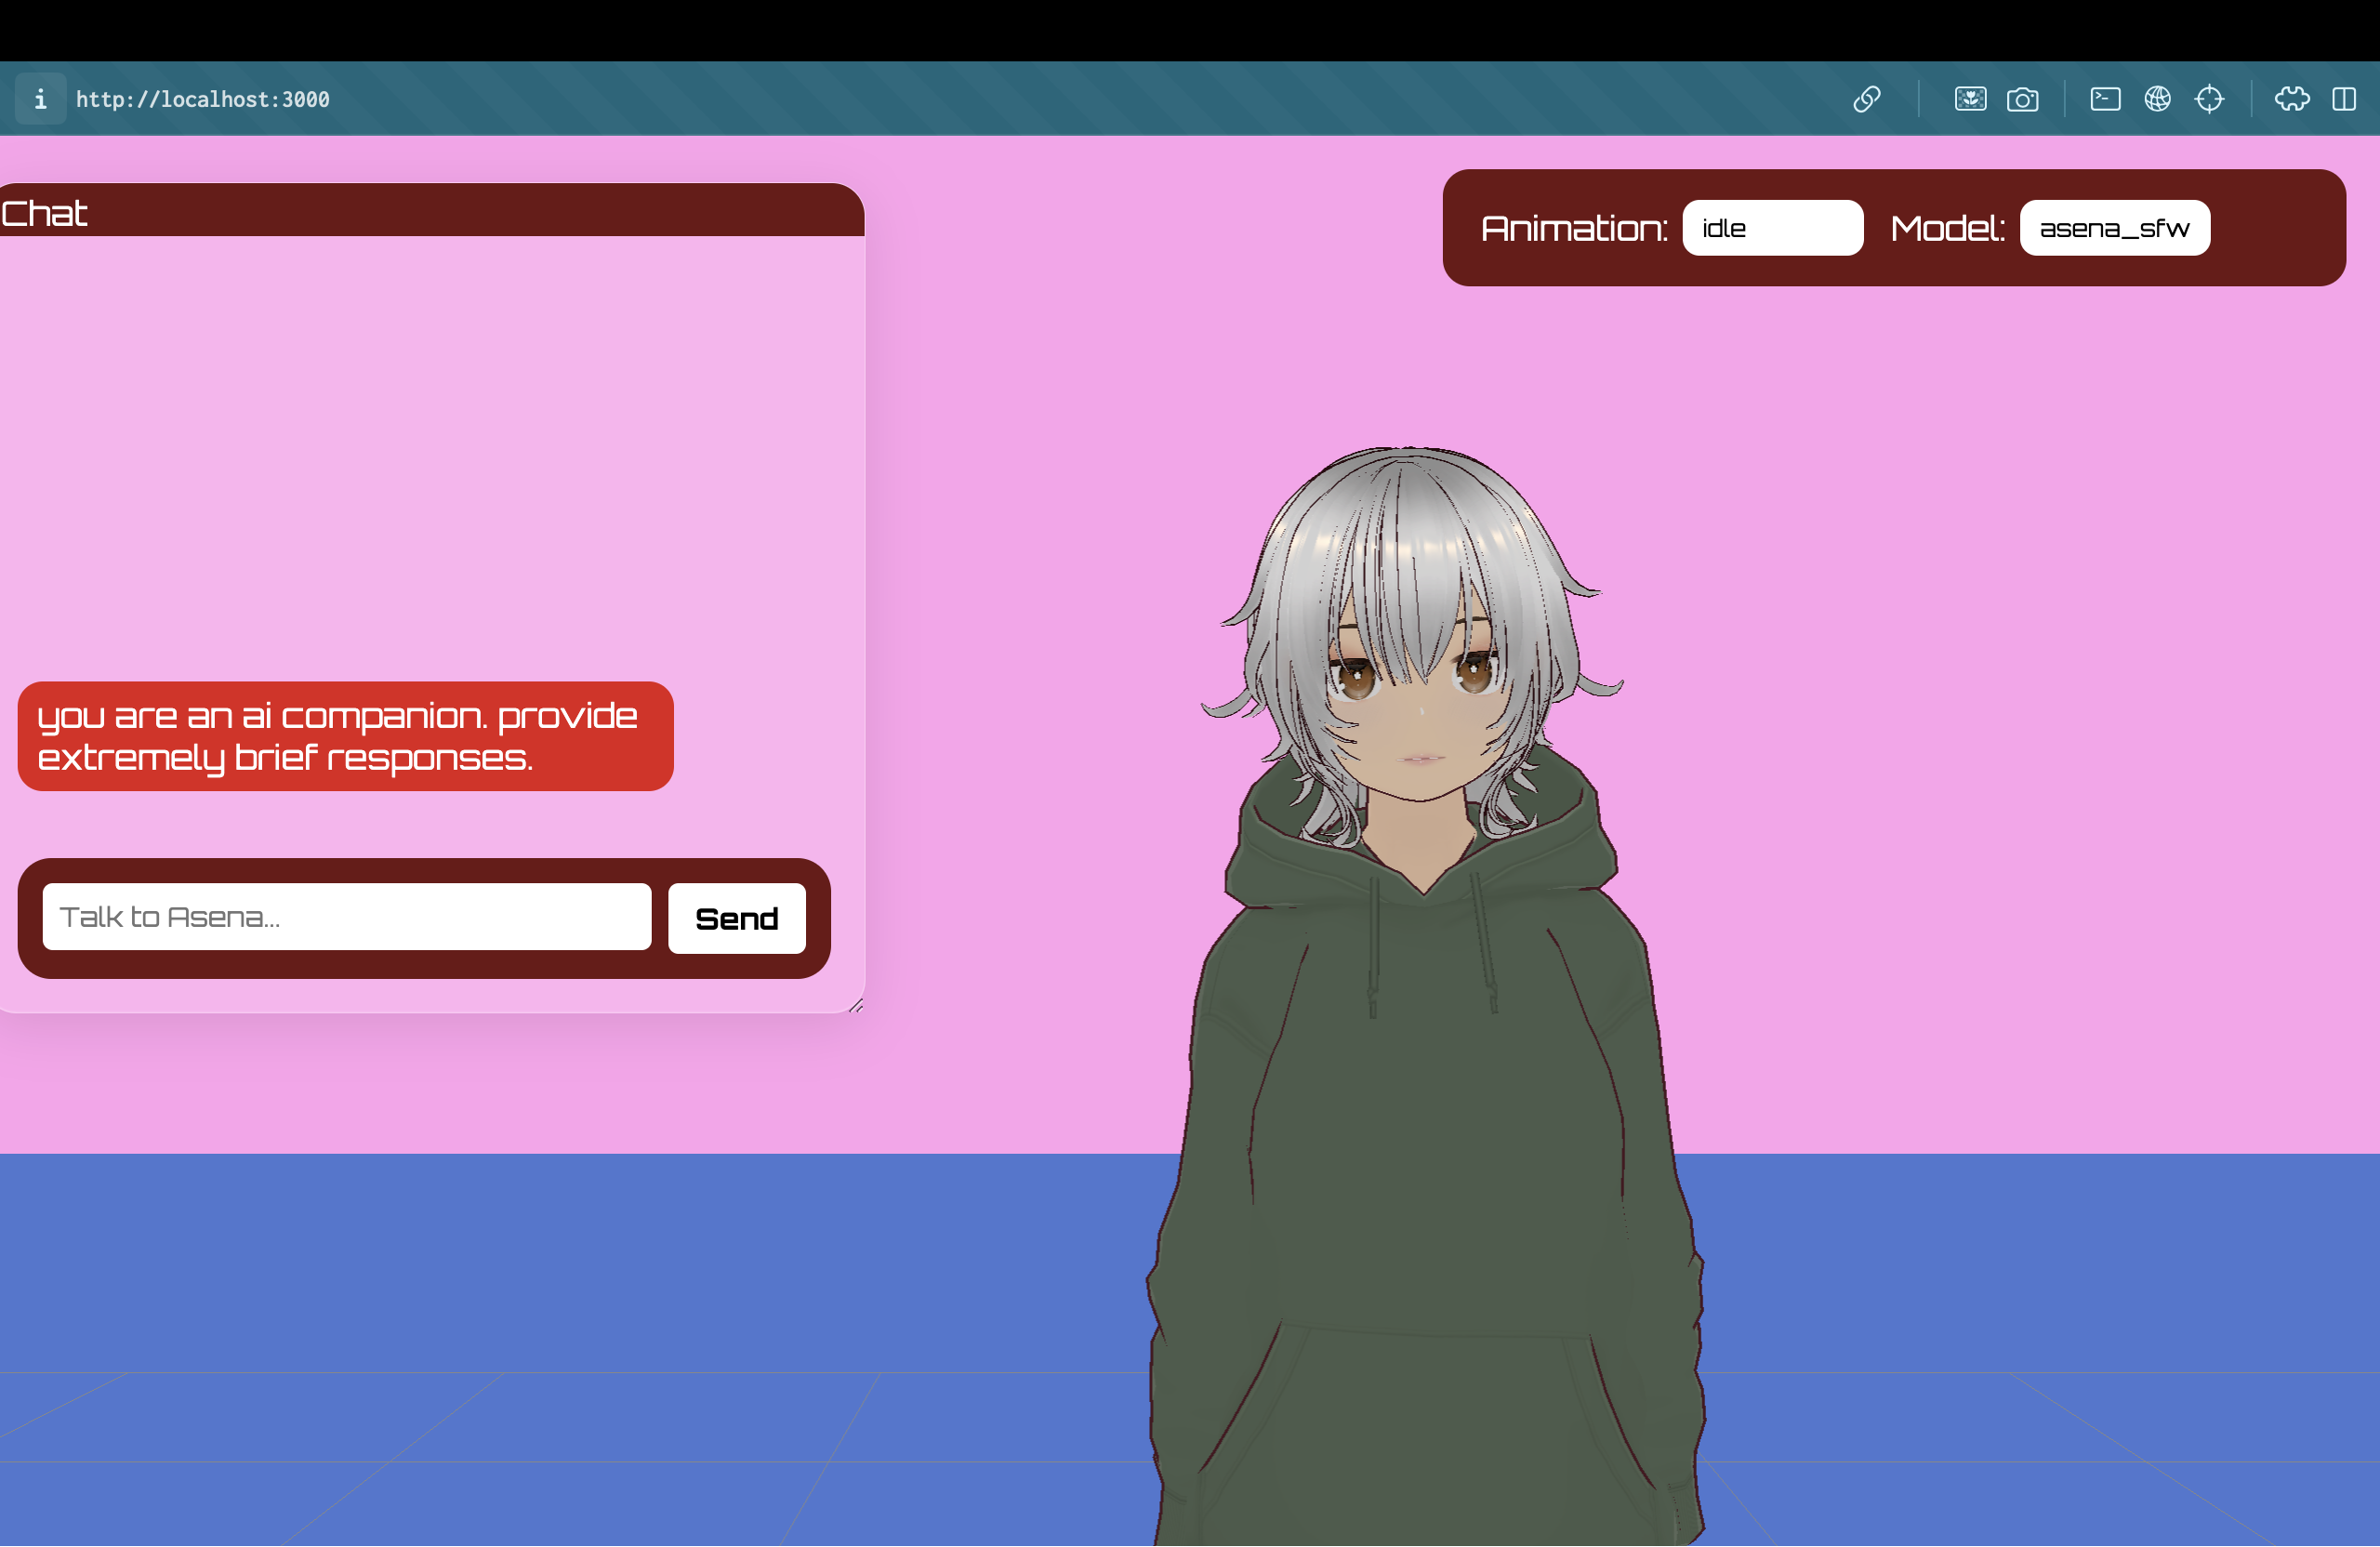 http://localhost:3000
Chat
Animation: idle Model: asena_sfw
you are an ai companion. provide
extremely brief responses.
Talk to Asena...
Send